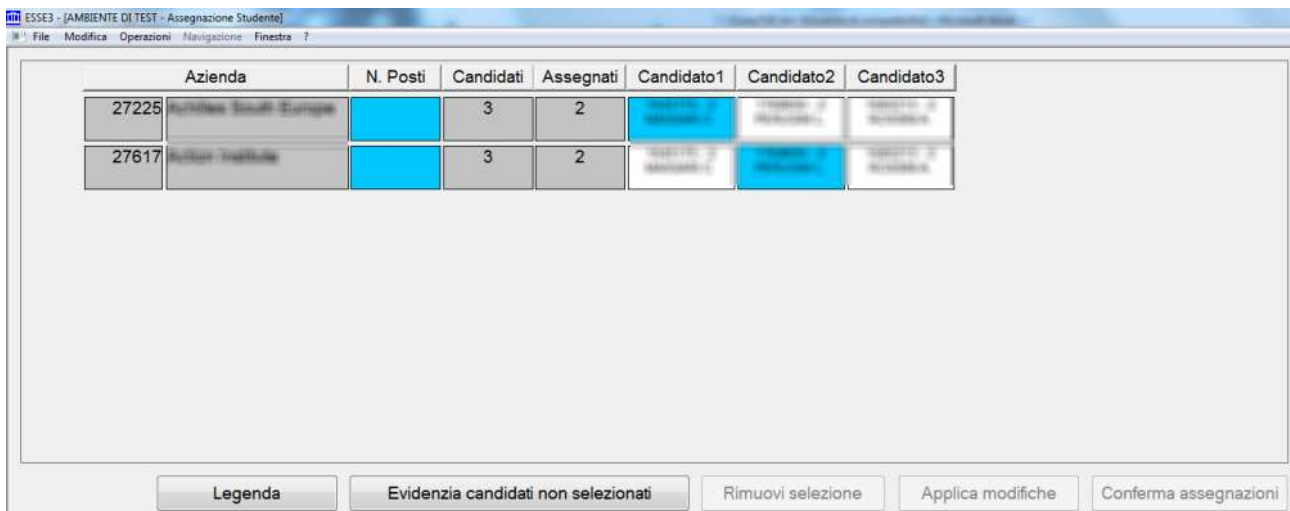 ESSE3 - [AMBIENTE DI TEST - Assegnazione Studente]
File Modifica Operazioni Navigazione Finestra ?
Azienda N. Posti Candidati Assegnati Candidato1 Candidato2 Candidato3
27225 3 2
27617 3 2
Legenda Evidenzia candidati non selezionati Rimuovi selezione Applica modifiche Conferma assegnazioni